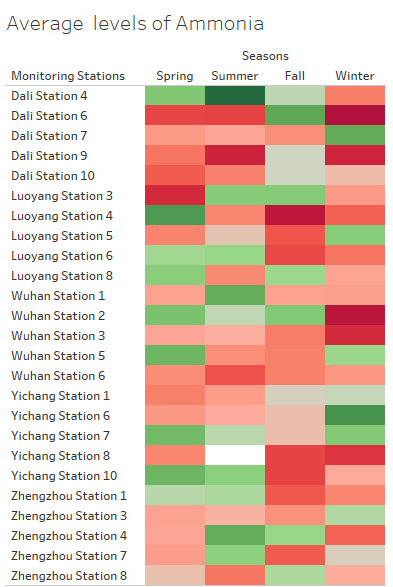 Average levels of Ammonia
Seasons
Monitoring Stations Spring Summer Fall Winter
Dali Station 4
Dali Station 6
Dali Station 7
Dali Station 9
Dali Station 10
Luoyang Station 3
Luoyang Station 4
Luoyang Station 5
Luoyang Station 6
Luoyang Station 8
Wuhan Station 1
Wuhan Station 2
Wuhan Station 3
Wuhan Station 5
Wuhan Station 6
Yichang Station 1
Yichang Station 6
Yichang Station 7
Yichang Station 8
Yichang Station 10
Zhengzhou Station 1
Zhengzhou Station 3
Zhengzhou Station 4
Zhengzhou Station 7
Zhengzhou Station 8